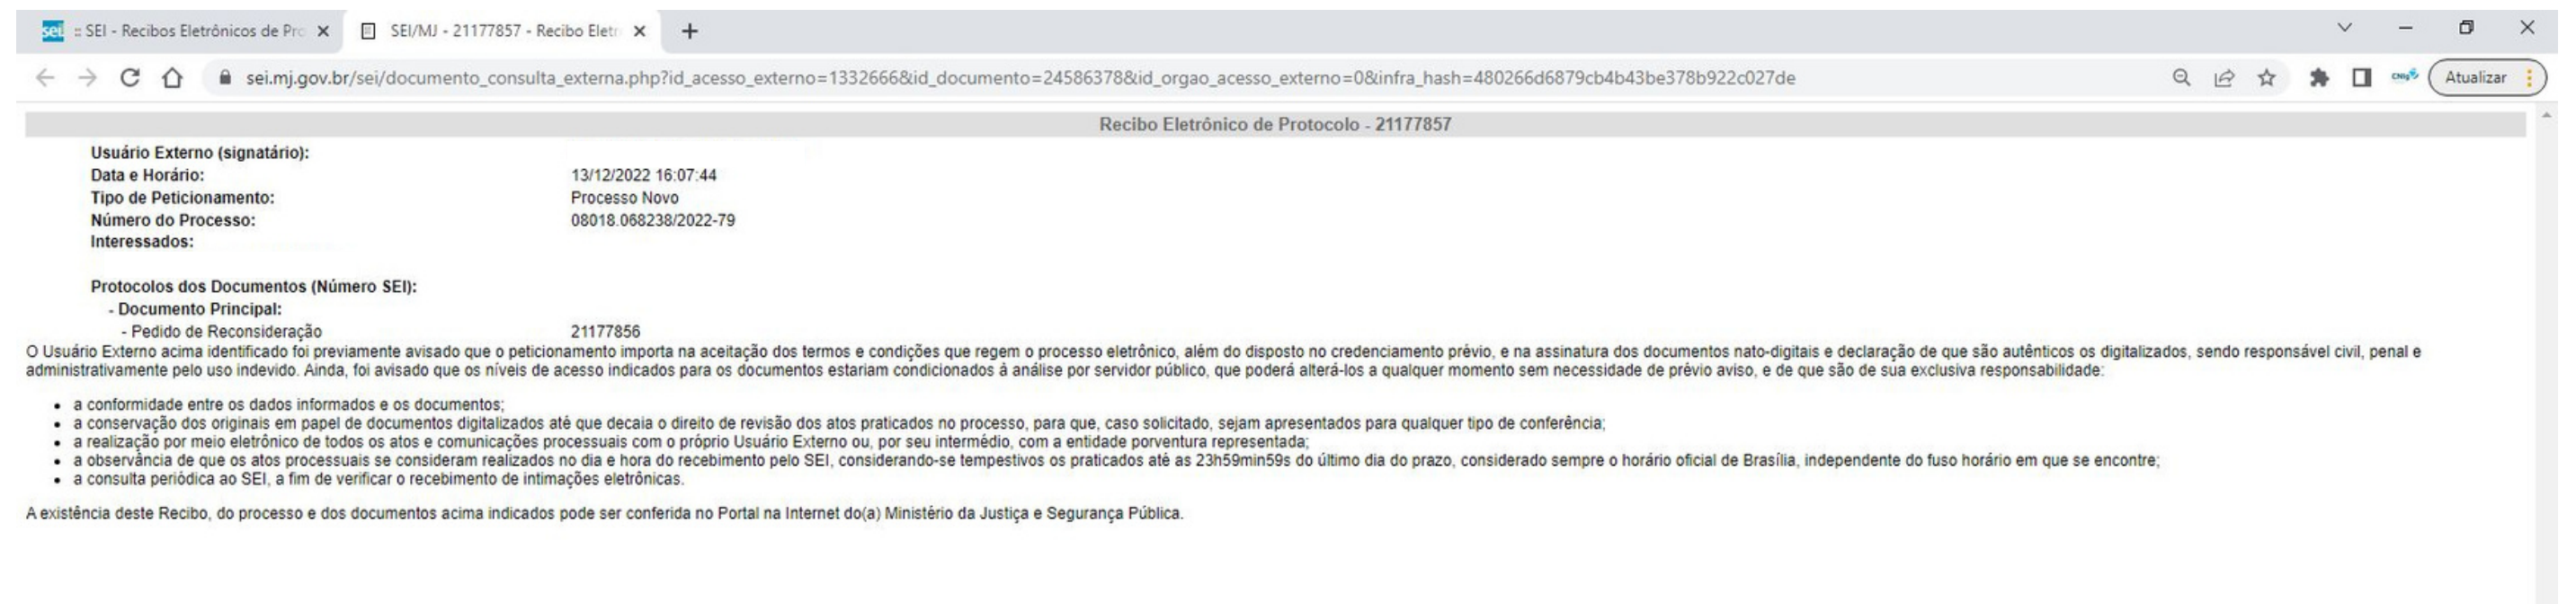 sei :: SEI - Recibos Eletrônicos de Pro
SEI/MJ - 21177857 - Recibo Eletr
sei.mj.gov.br/sei/documento_consulta_externa.php?id_acesso_externo=1332666&id_documento=24586378&id_orgao_acesso_externo=0&infra_hash=480266d6879cb4b43be378b922c027de
CNIg
Atualizar
Recibo Eletrônico de Protocolo - 21177857
Usuário Externo (signatário):
Data e Horário: 13/12/2022 16:07:44
Tipo de Peticionamento: Processo Novo
Número do Processo: 08018.068238/2022-79
Interessados:
Protocolos dos Documentos (Número SEI):
- Documento Principal:
- Pedido de Reconsideração 21177856
O Usuário Externo acima identificado foi previamente avisado que o peticionamento importa na aceitação dos termos e condições que regem o processo eletrônico, além do disposto no credenciamento prévio, e na assinatura dos documentos nato-digitais e declaração de que são autênticos os digitalizados, sendo responsável civil, penal e
administrativamente pelo uso indevido. Ainda, foi avisado que os níveis de acesso indicados para os documentos estariam condicionados à análise por servidor público, que poderá alterá-los a qualquer momento sem necessidade de prévio aviso, e de que são de sua exclusiva responsabilidade:
• a conformidade entre os dados informados e os documentos;
• a conservação dos originais em papel de documentos digitalizados até que decaia o direito de revisão dos atos praticados no processo, para que, caso solicitado, sejam apresentados para qualquer tipo de conferência;
• a realização por meio eletrônico de todos os atos e comunicações processuais com o próprio Usuário Externo ou, por seu intermédio, com a entidade porventura representada;
• a observância de que os atos processuais se consideram realizados no dia e hora do recebimento pelo SEI, considerando-se tempestivos os praticados até as 23h59min59s do último dia do prazo, considerado sempre o horário oficial de Brasília, independente do fuso horário em que se encontre;
• a consulta periódica ao SEI, a fim de verificar o recebimento de intimações eletrônicas.
A existência deste Recibo, do processo e dos documentos acima indicados pode ser conferida no Portal na Internet do(a) Ministério da Justiça e Segurança Pública.